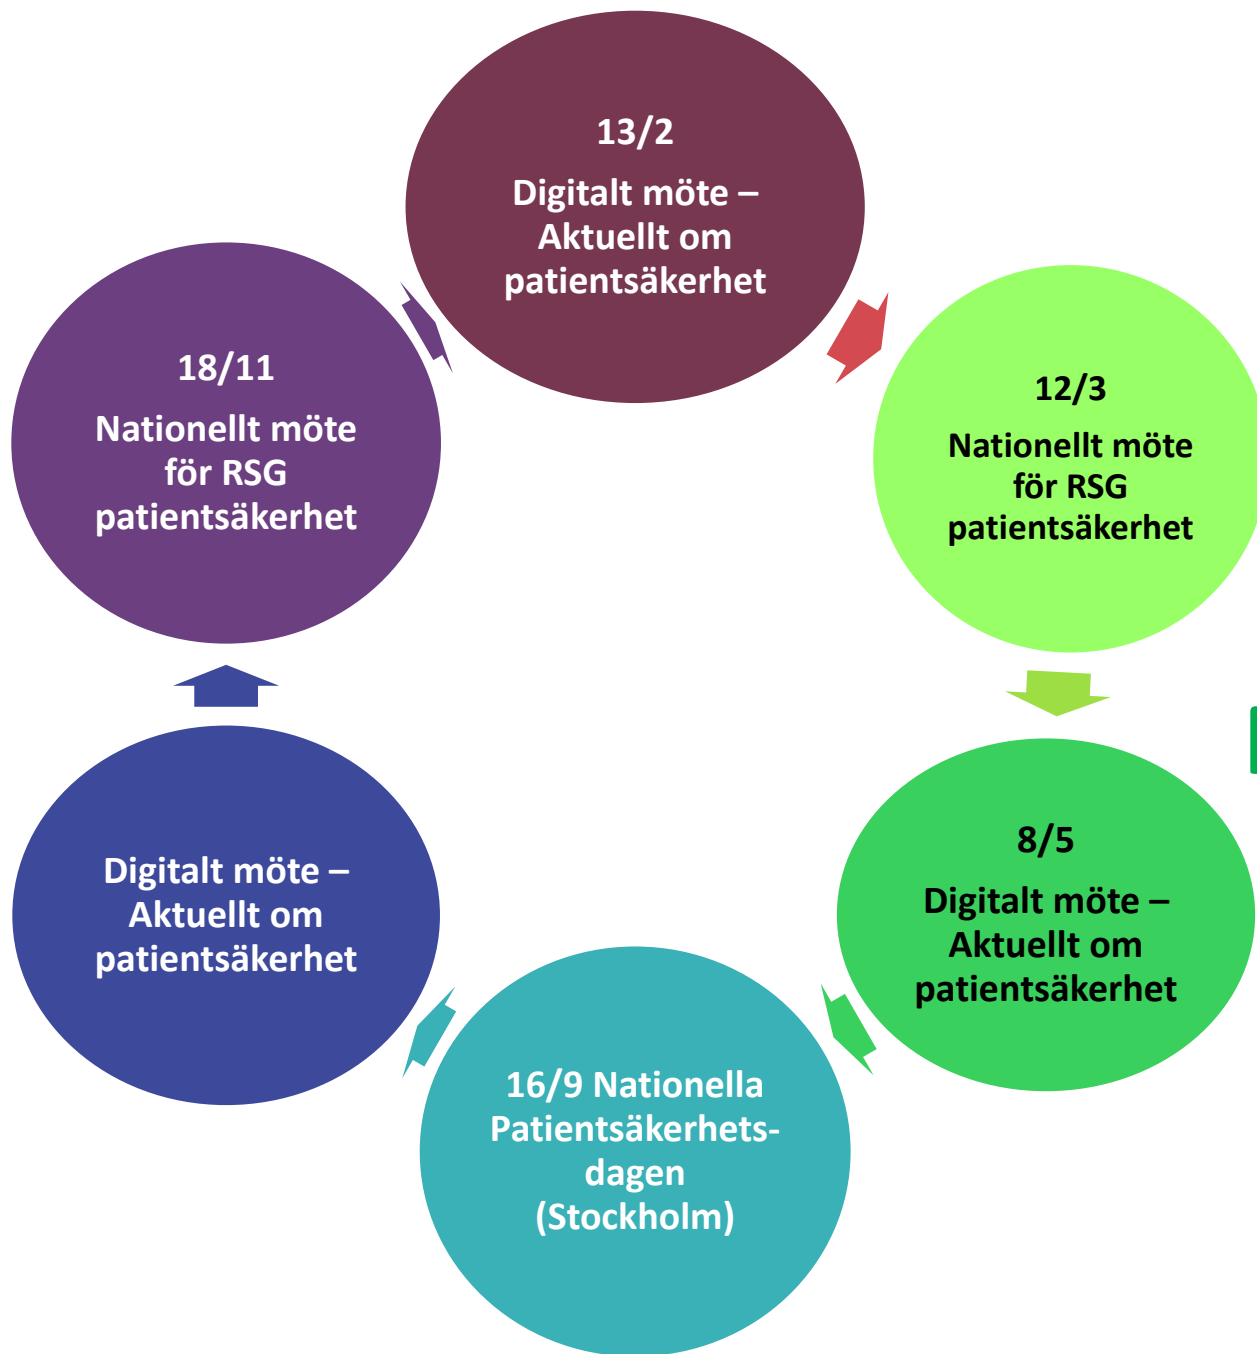 13/2
Digitalt möte –
Aktuellt om
patientsäkerhet
12/3
Nationellt möte
för RSG
patientsäkerhet
8/5
Digitalt möte –
Aktuellt om
patientsäkerhet
16/9 Nationella
Patientsäkerhets-
dagen
(Stockholm)
Digitalt möte –
Aktuellt om
patientsäkerhet
18/11
Nationellt möte
för RSG
patientsäkerhet